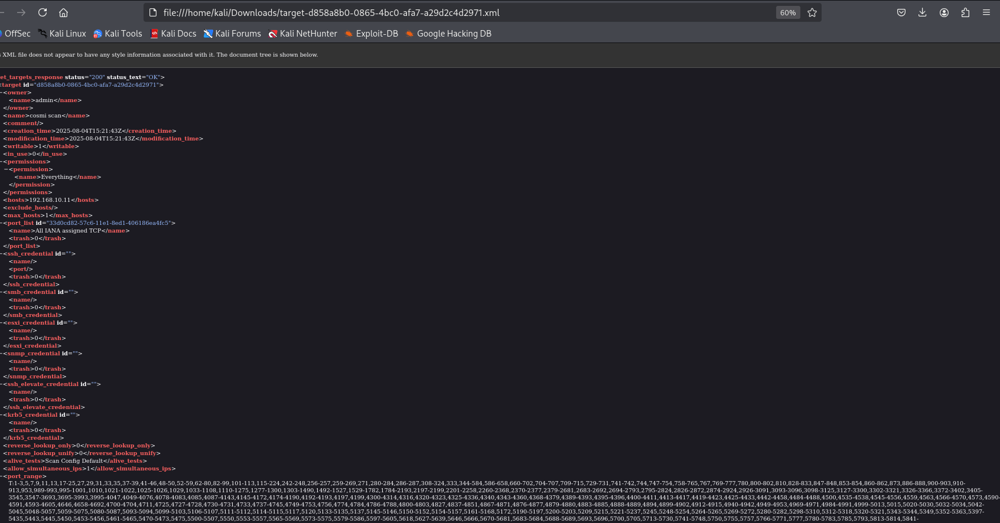 file:///home/kali/Downloads/target-d858a8b0-0865-4bc0-afa7-a29d2c4d2971.xml 60%
OffSec Kali Linux Kali Tools Kali Docs Kali Forums Kali NetHunter Exploit-DB Google Hacking DB
s XML file does not appear to have any style information associated with it. The document tree is shown below.
et_targets_response status="200" status_text="OK">
<target id="d858a8b0-0865-4bc0-afa7-a29d2c4d2971">
−<owner>
<name>admin</name>
</owner>
<name>cosmi scan</name>
<comment/>
<creation_time>2025-08-04T15:21:43Z</creation_time>
<modification_time>2025-08-04T15:21:43Z</modification_time>
<writable>1</writable>
<in_use>0</in_use>
−<permissions>
−<permission>
<name>Everything</name>
</permission>
</permissions>
<hosts>192.168.10.11</hosts>
<exclude_hosts/>
<max_hosts>1</max_hosts>
−<port_list id="33d0cd82-57c6-11e1-8ed1-406186ea4fc5">
<name>All IANA assigned TCP</name>
<trash>0</trash>
</port_list>
−<ssh_credential id="">
<name/>
<port/>
<trash>0</trash>
</ssh_credential>
−<smb_credential id="">
<name/>
<trash>0</trash>
</smb_credential>
−<esxi_credential id="">
<name/>
<trash>0</trash>
</esxi_credential>
−<snmp_credential id="">
<name/>
<trash>0</trash>
</snmp_credential>
−<ssh_elevate_credential id="">
<name/>
<trash>0</trash>
</ssh_elevate_credential>
−<krb5_credential id="">
<name/>
<trash>0</trash>
</krb5_credential>
<reverse_lookup_only>0</reverse_lookup_only>
<reverse_lookup_unify>0</reverse_lookup_unify>
<alive_tests>Scan Config Default</alive_tests>
<allow_simultaneous_ips>1</allow_simultaneous_ips>
−<port_range>
T:1-3,5,7,9,11,13,17-25,27,29,31,33,35,37-39,41-46,48-50,52-59,62-80,82-99,101-113,115-224,242-248,256-257,259-269,271,280-284,286-287,308-324,333,344-584,586-658,660-702,704-707,709-715,729-731,741-742,744,747-754,758-765,767,769-777,780,800-802,810,828-833,847-848,853-854,860-862,873,886-888,900-903,910-
913,953,989-993,995-1001,1010,1021-1022,1025-1026,1029,1033-1108,1110-1275,1277-1300,1303-1490,1492-1527,1529-1782,1784-2193,2197-2199,2201-2258,2260-2368,2370-2377,2379-2681,2683-2692,2694-2793,2795-2824,2826-2872,2874-2924,2926-3091,3093-3096,3098-3125,3127-3300,3302-3321,3326-3366,3372-3402,3405-
3545,3547-3693,3695-3993,3995-4047,4049-4076,4078-4083,4085,4087-4143,4145-4172,4174-4190,4192-4193,4197,4199,4300-4314,4316,4320-4323,4325-4336,4340,4343-4360,4368-4379,4389-4393,4395-4396,4400-4411,4413-4417,4419-4423,4425-4433,4442-4458,4484-4488,4500,4535-4538,4545-4556,4559,4563,4566-4570,4573,4590-
4591,4593-4605,4646,4658-4692,4700-4704,4711,4725,4727-4728,4730-4731,4733,4737-4745,4749-4753,4756,4774,4784,4786-4788,4800-4803,4827,4837-4851,4867-4871,4876-4877,4879-4880,4883-4885,4888-4889,4894,4899-4902,4912-4915,4940-4942,4949-4953,4969-4971,4984-4991,4999-5013,5015,5020-5030,5032-5034,5042-
5045,5048-5057,5059-5075,5080-5087,5093-5094,5099-5103,5106-5107,5111-5112,5114-5115,5117,5120,5133-5135,5137,5145-5146,5150-5152,5154-5157,5161-5168,5172,5190-5197,5200-5203,5209,5215,5221-5237,5245,5248-5254,5264-5265,5269-5272,5280-5282,5298-5310,5312-5318,5320-5321,5343-5344,5349,5352-5363,5397-
5435,5443,5445,5450,5453-5456,5461-5465,5470-5473,5475,5500-5507,5550,5553-5557,5565-5569,5573-5575,5579-5586,5597-5605,5618,5627-5639,5646,5666,5670-5681,5683-5684,5688-5689,5693,5696,5700,5705,5713-5730,5741-5748,5750,5755,5757,5766-5771,5777,5780-5783,5785,5793,5813-5814,5841-